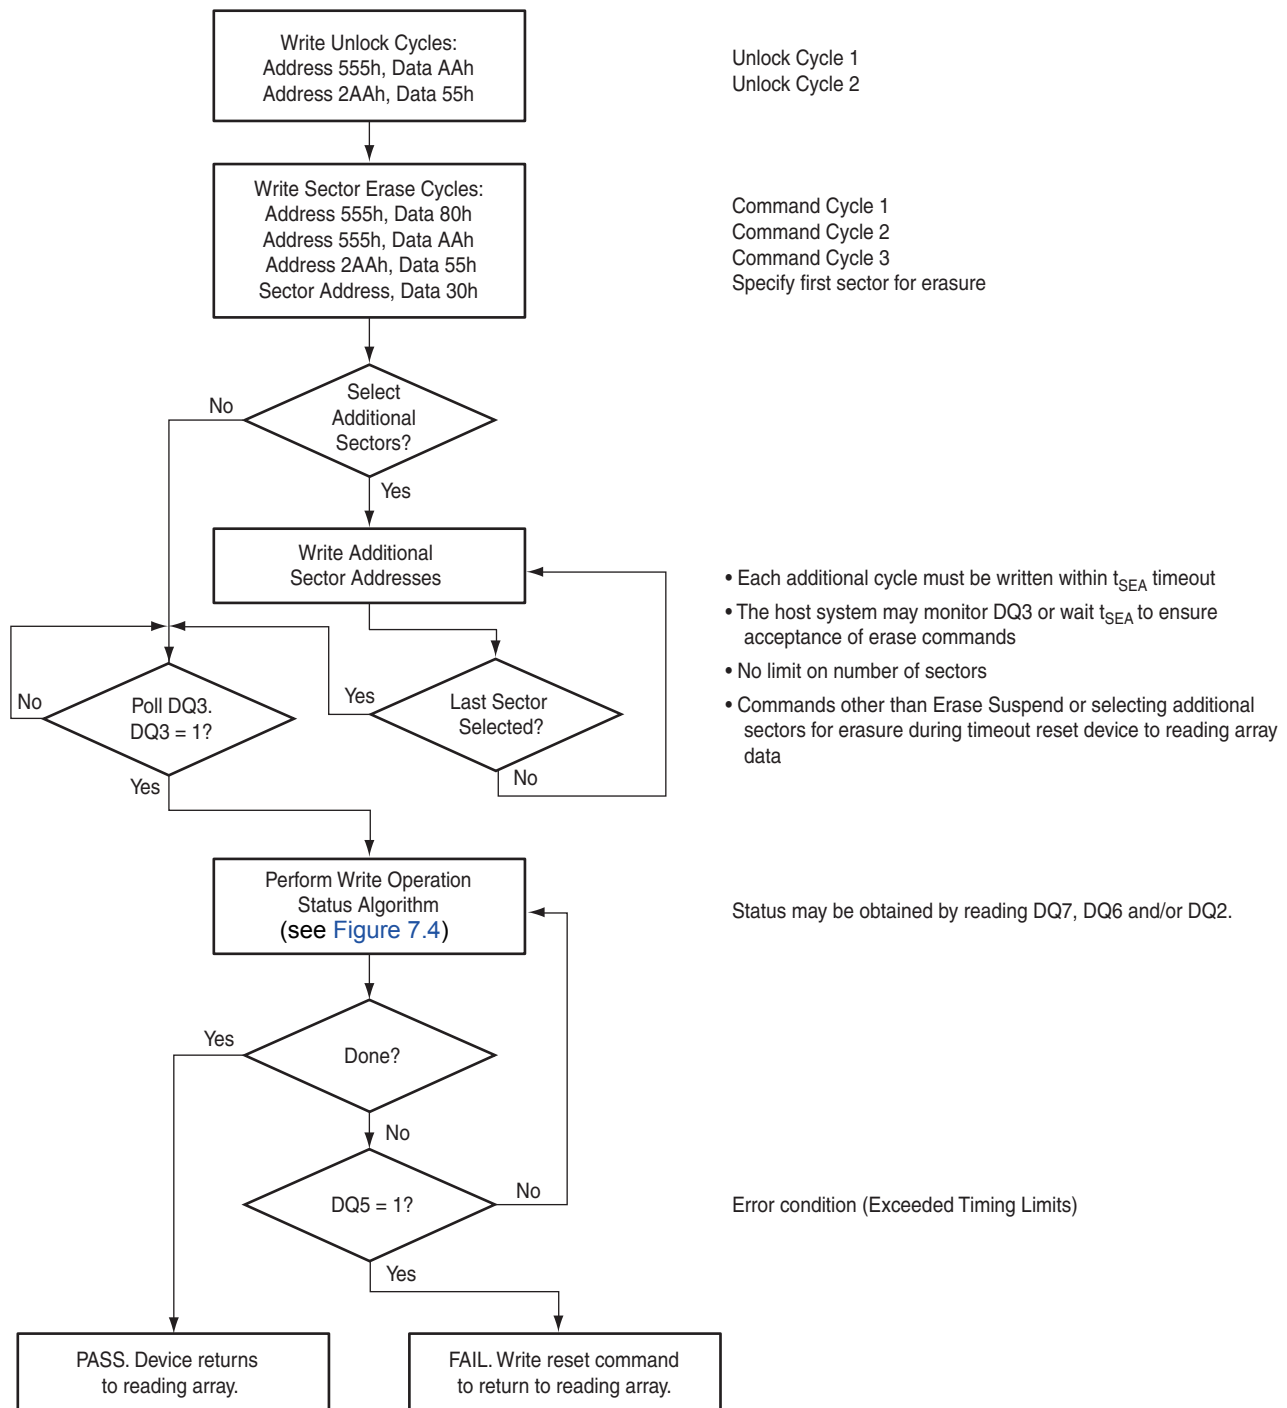 Write Unlock Cycles:
Address 555h, Data AAh
Address 2AAh, Data 55h
Unlock Cycle 1
Unlock Cycle 2
Write Sector Erase Cycles:
Address 555h, Data 80h
Address 555h, Data AAh
Address 2AAh, Data 55h
Sector Address, Data 30h
Command Cycle 1
Command Cycle 2
Command Cycle 3
Specify first sector for erasure
Select
Additional
Sectors?
No
Yes
Write Additional
Sector Addresses
• Each additional cycle must be written within tSEA timeout
• The host system may monitor DQ3 or wait tSEA to ensure
acceptance of erase commands
• No limit on number of sectors
• Commands other than Erase Suspend or selecting additional
sectors for erasure during timeout reset device to reading array
data
No
Poll DQ3.
DQ3 = 1?
Yes
Yes
Last Sector
Selected?
No
Perform Write Operation
Status Algorithm
(see Figure 7.4)
Status may be obtained by reading DQ7, DQ6 and/or DQ2.
Yes
Done?
No
DQ5 = 1?
No
Error condition (Exceeded Timing Limits)
Yes
PASS. Device returns
to reading array.
FAIL. Write reset command
to return to reading array.